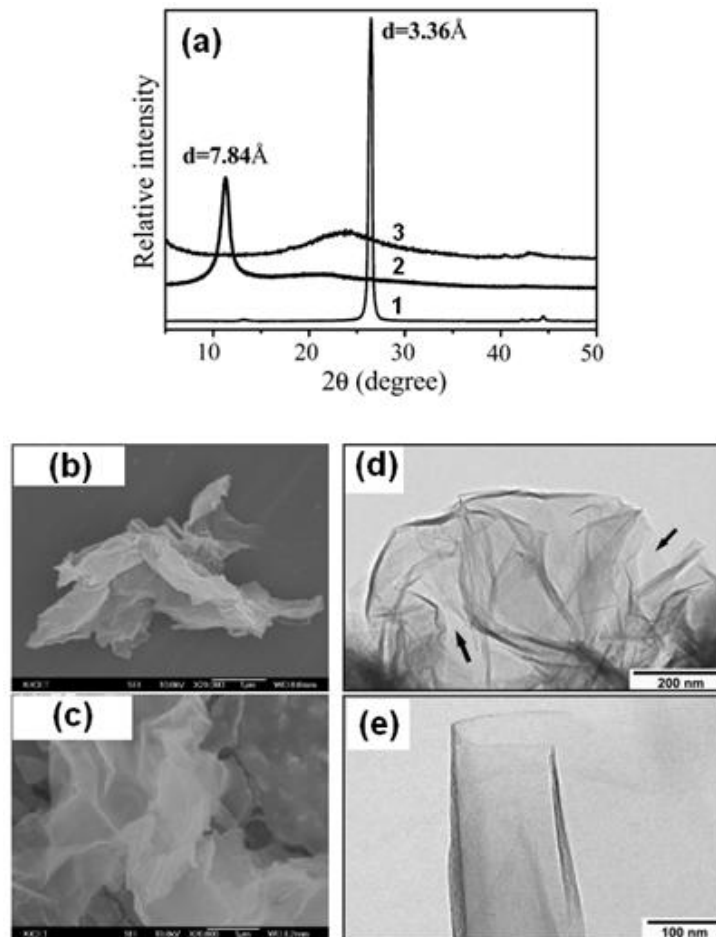 (a)
d=3.36Å
d=7.84Å
3
2
1
Relative intensity
10 20 30 40 50
2θ (degree)
(b)
(d)
200 nm
(c)
(e)
100 nm